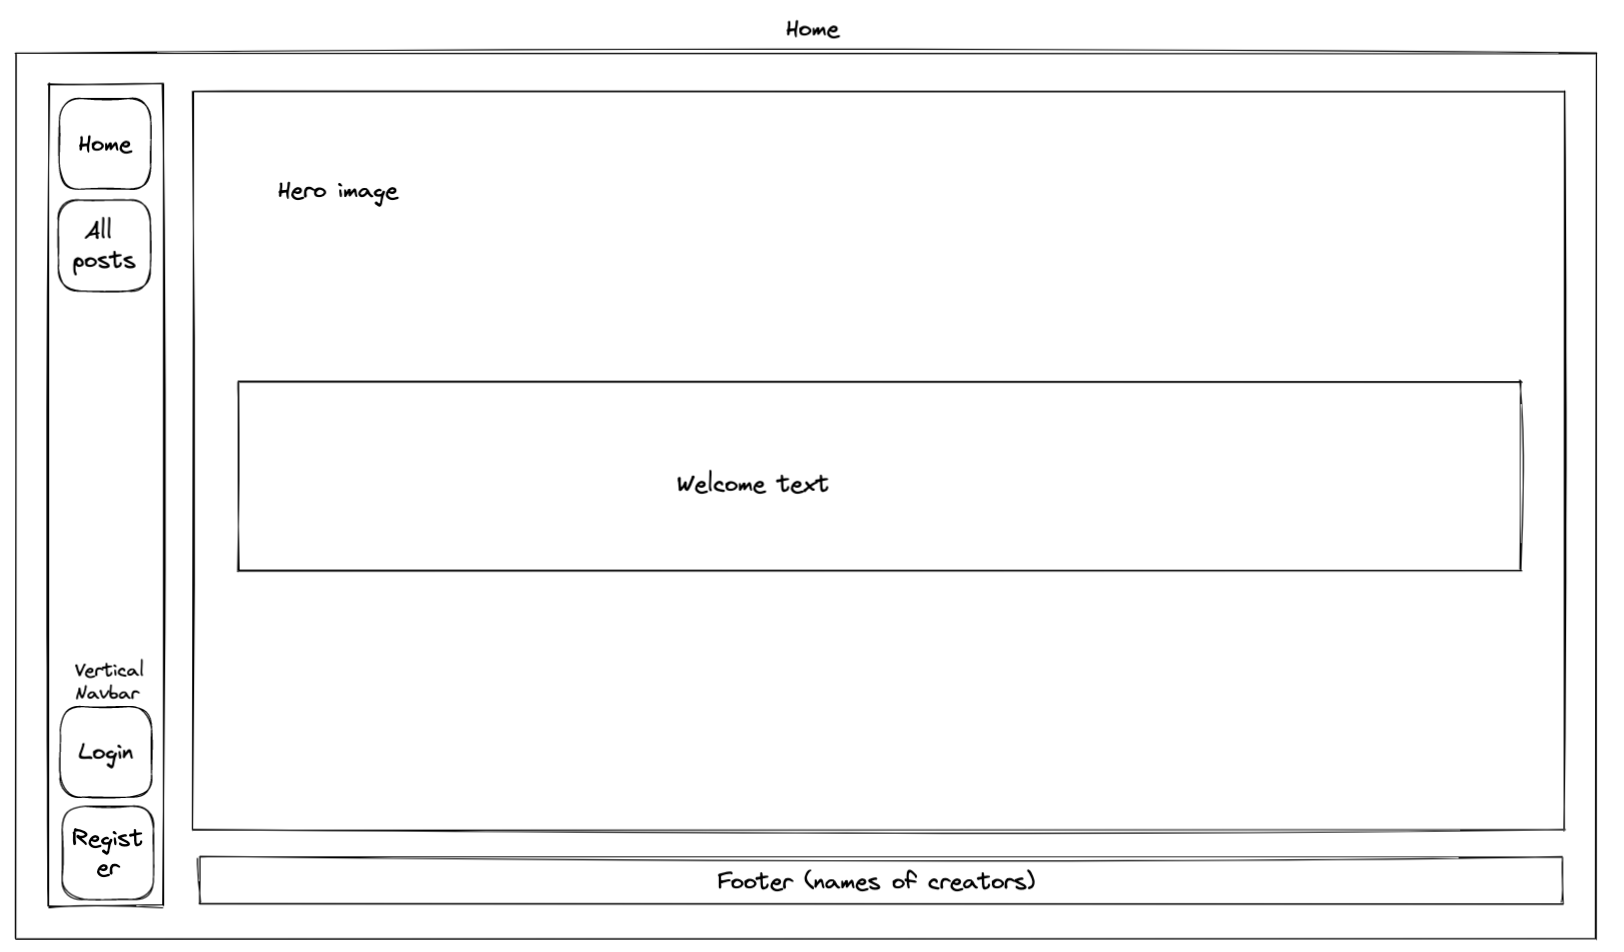 Home
Home
All
posts
Hero image
Welcome text
Vertical
Navbar
Login
Regist
er
Footer (names of creators)